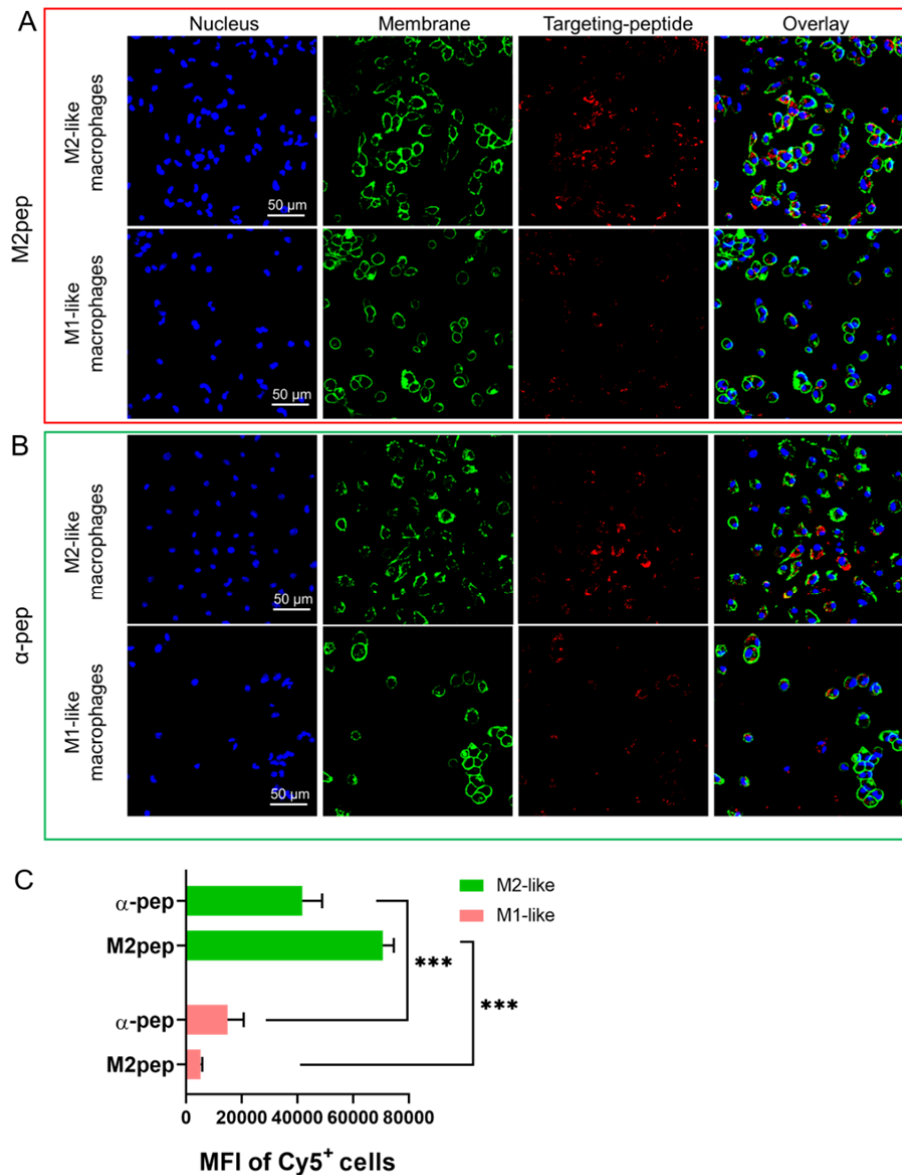 A
Nucleus Membrane Targeting-peptide Overlay
M2pep
M2-like
macrophages
50 µm
M1-like
macrophages
50 µm
B
α-pep
M2-like
macrophages
50 µm
M1-like
macrophages
50 µm
C
M2-like
M1-like
α-pep
M2pep
α-pep
M2pep
***
***
0 20000 40000 60000 80000
MFI of Cy5⁺ cells